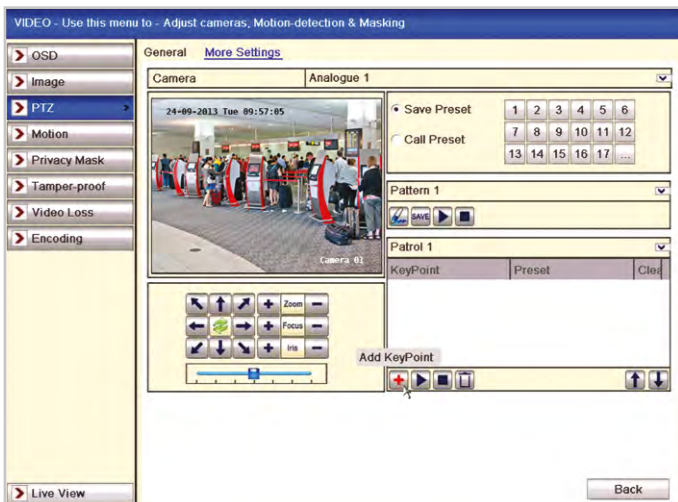 VIDEO - Use this menu to - Adjust cameras, Motion-detection & Masking
OSD
Image
PTZ
Motion
Privacy Mask
Tamper-proof
Video Loss
Encoding
Live View
General More Settings
Camera Analogue 1
24-09-2013 Tue 09:57:05
Camera 01
Save Preset
Call Preset
1 2 3 4 5 6
7 8 9 10 11 12
13 14 15 16 17 ...
Pattern 1
SAVE
Patrol 1
KeyPoint Preset Clea
Zoom
Focus
Iris
Add KeyPoint
Back